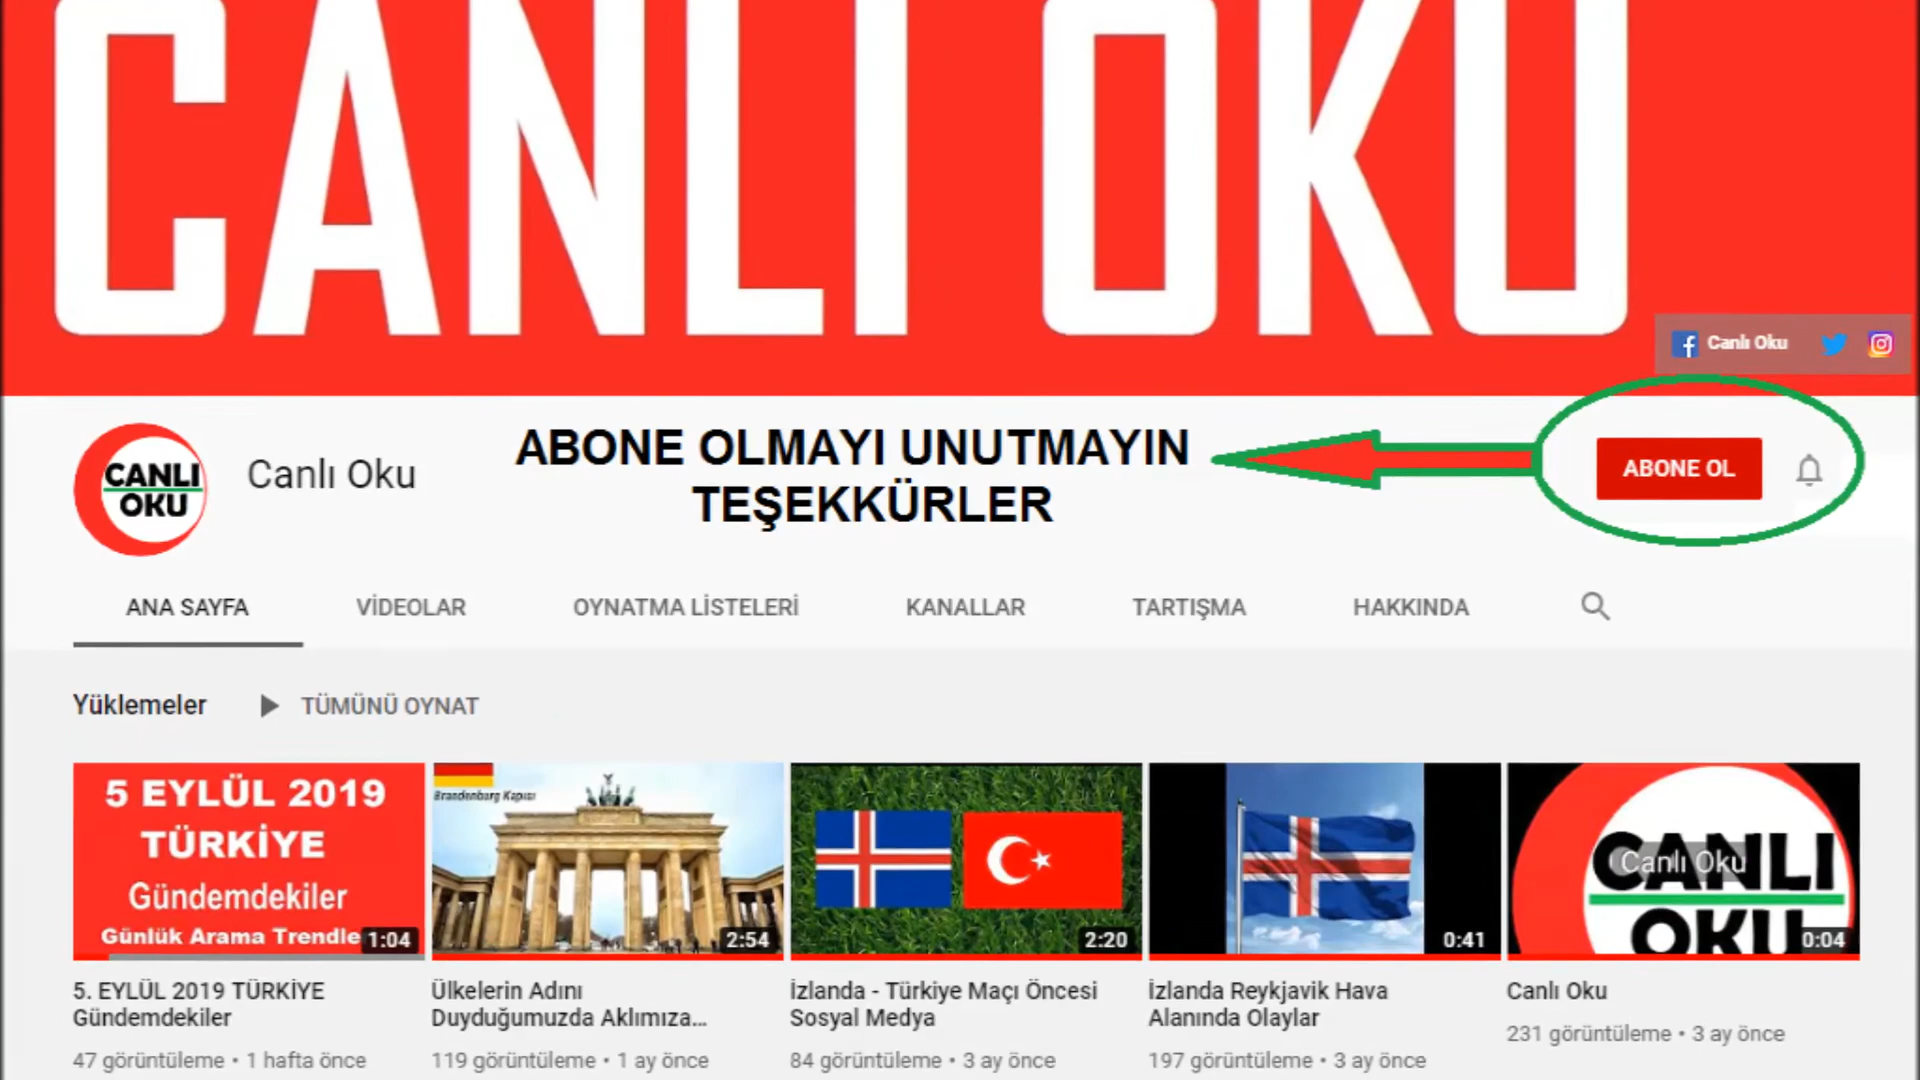 CANLI OKU
Canlı Oku
CANLI
OKU
Canlı Oku
ABONE OLMAYI UNUTMAYIN
TEŞEKKÜRLER
ABONE OL
ANA SAYFA VİDEOLAR OYNATMA LİSTELERİ KANALLAR TARTIŞMA HAKKINDA
Yüklemeler TÜMÜNÜ OYNAT
5 EYLÜL 2019
TÜRKİYE
Gündemdekiler
Günlük Arama Trendle
1:04
Brandenburg Kapısı
2:54
2:20
0:41
CANLI
Canlı Oku
OKU
0:04
5. EYLÜL 2019 TÜRKİYE
Gündemdekiler
47 görüntüleme • 1 hafta önce
Ülkelerin Adını
Duyduğumuzda Aklımıza...
119 görüntüleme • 1 ay önce
İzlanda - Türkiye Maçı Öncesi
Sosyal Medya
84 görüntüleme • 3 ay önce
İzlanda Reykjavik Hava
Alanında Olaylar
197 görüntüleme • 3 ay önce
Canlı Oku
231 görüntüleme • 3 ay önce